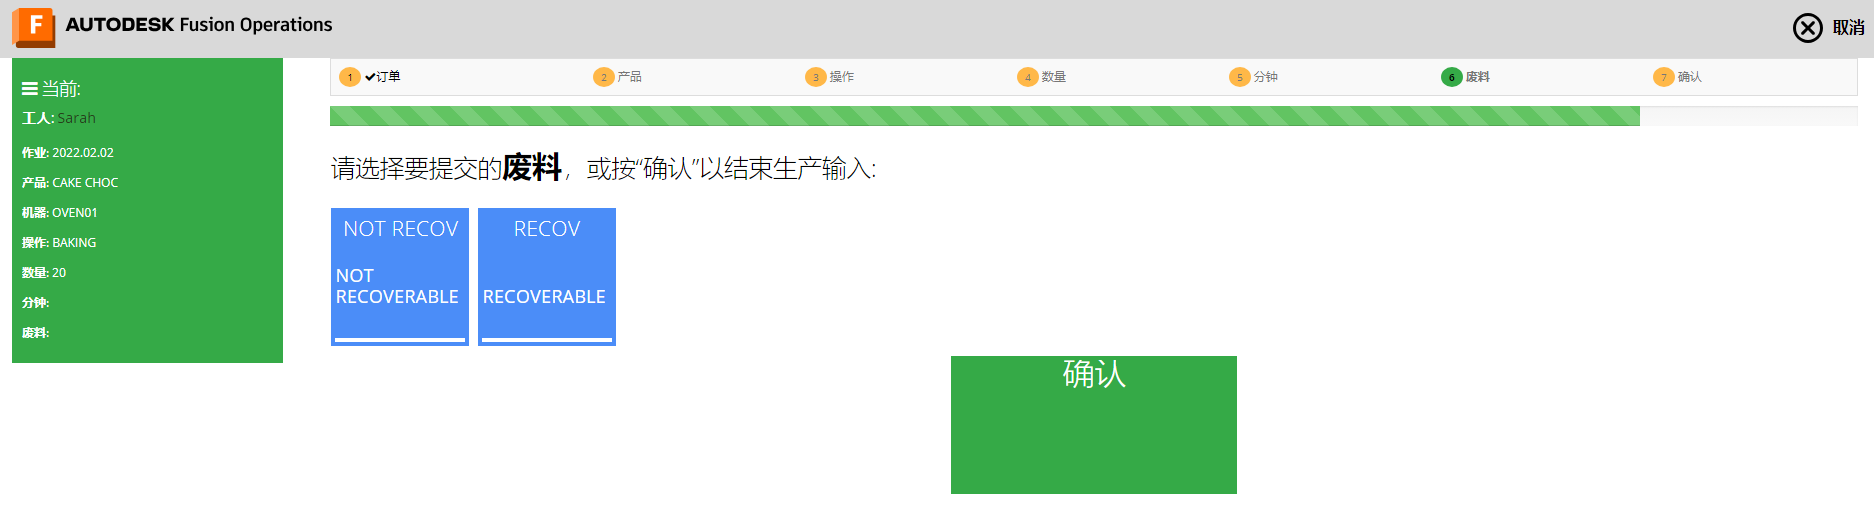 F AUTODESK Fusion Operations
取消
当前:
工人: Sarah
作业: 2022.02.02
产品: CAKE CHOC
机器: OVEN01
操作: BAKING
数量: 20
分钟:
废料:
1 订单 2 产品 3 操作 4 数量 5 分钟 6 废料 7 确认
请选择要提交的废料，或按“确认”以结束生产输入:
NOT RECOV
NOT
RECOVERABLE
RECOV
RECOVERABLE
确认